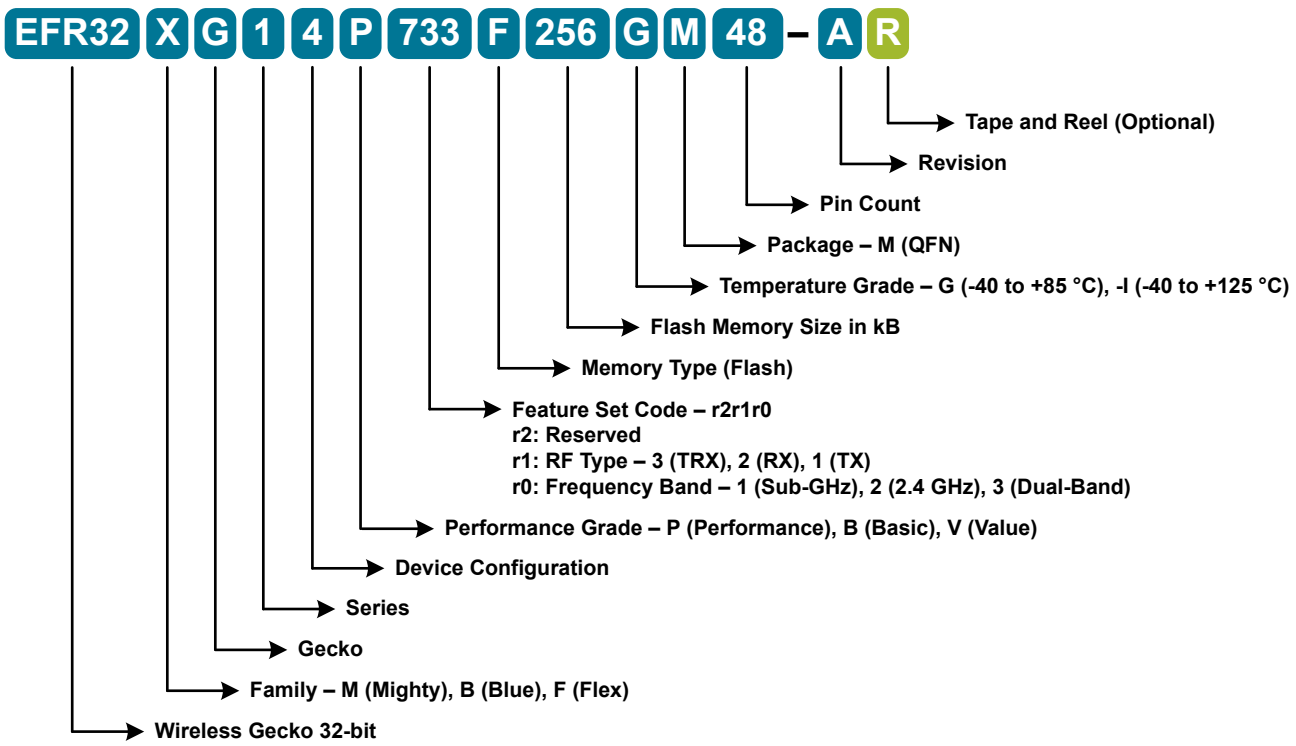 EFR32 X G 1 4 P 733 F 256 G M 48 – A R
Tape and Reel (Optional)
Revision
Pin Count
Package – M (QFN)
Temperature Grade – G (-40 to +85 °C), -I (-40 to +125 °C)
Flash Memory Size in kB
Memory Type (Flash)
Feature Set Code – r2r1r0
r2: Reserved
r1: RF Type – 3 (TRX), 2 (RX), 1 (TX)
r0: Frequency Band – 1 (Sub-GHz), 2 (2.4 GHz), 3 (Dual-Band)
Performance Grade – P (Performance), B (Basic), V (Value)
Device Configuration
Series
Gecko
Family – M (Mighty), B (Blue), F (Flex)
Wireless Gecko 32-bit